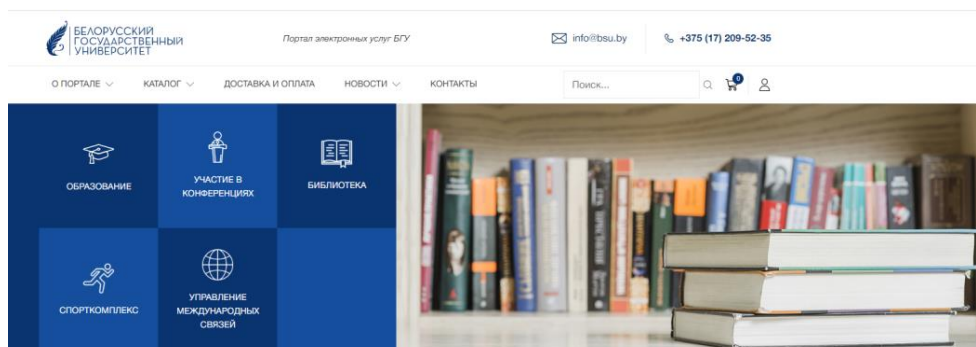 БЕЛОРУССКИЙ
ГОСУДАРСТВЕННЫЙ
УНИВЕРСИТЕТ
Портал электронных услуг БГУ
info@bsu.by
+375 (17) 209-52-35
О ПОРТАЛЕ
КАТАЛОГ
ДОСТАВКА И ОПЛАТА
НОВОСТИ
КОНТАКТЫ
Поиск...
0
ОБРАЗОВАНИЕ
УЧАСТИЕ В
КОНФЕРЕНЦИЯХ
БИБЛИОТЕКА
СПОРТКОМПЛЕКС
УПРАВЛЕНИЕ
МЕЖДУНАРОДНЫХ
СВЯЗЕЙ